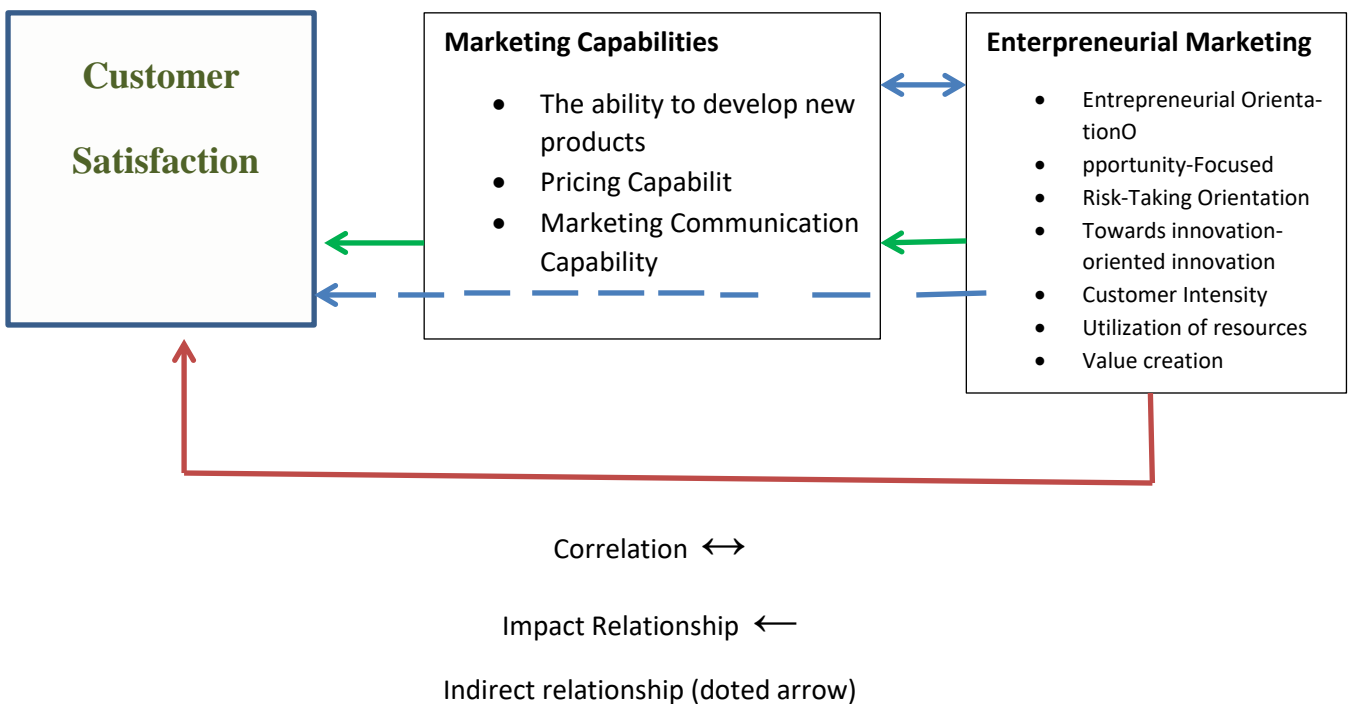 Customer
Satisfaction
Marketing Capabilities
• The ability to develop new
products
• Pricing Capabilit
• Marketing Communication
Capability
Enterpreneurial Marketing
• Entrepreneurial Orienta-
tionO
• pportunity-Focused
• Risk-Taking Orientation
• Towards innovation-
oriented innovation
• Customer Intensity
• Utilization of resources
• Value creation
Correlation ↔
Impact Relationship ←
Indirect relationship (doted arrow)